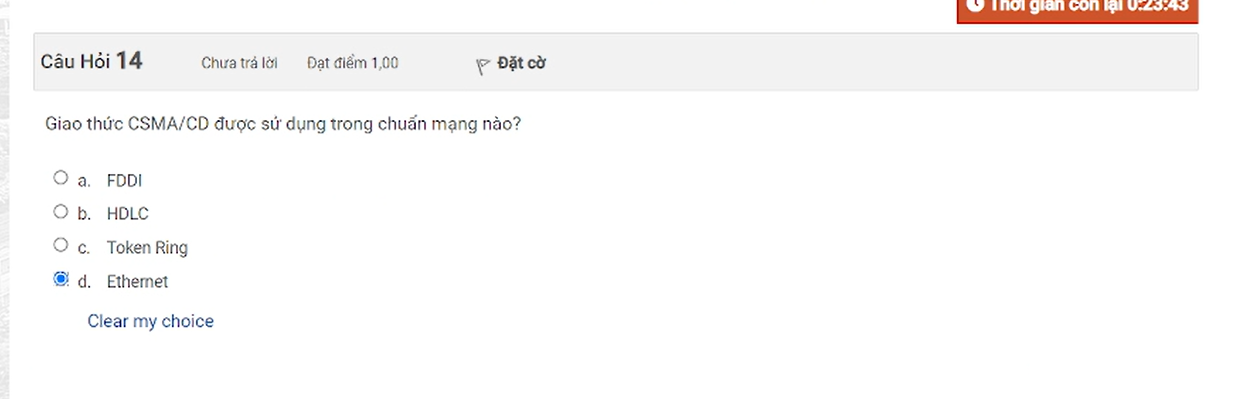 Thời gian còn lại 0:23:43
Câu Hỏi 14 Chưa trả lời Đạt điểm 1,00 Đặt cờ
Giao thức CSMA/CD được sử dụng trong chuẩn mạng nào?
a. FDDI
b. HDLC
c. Token Ring
d. Ethernet
Clear my choice